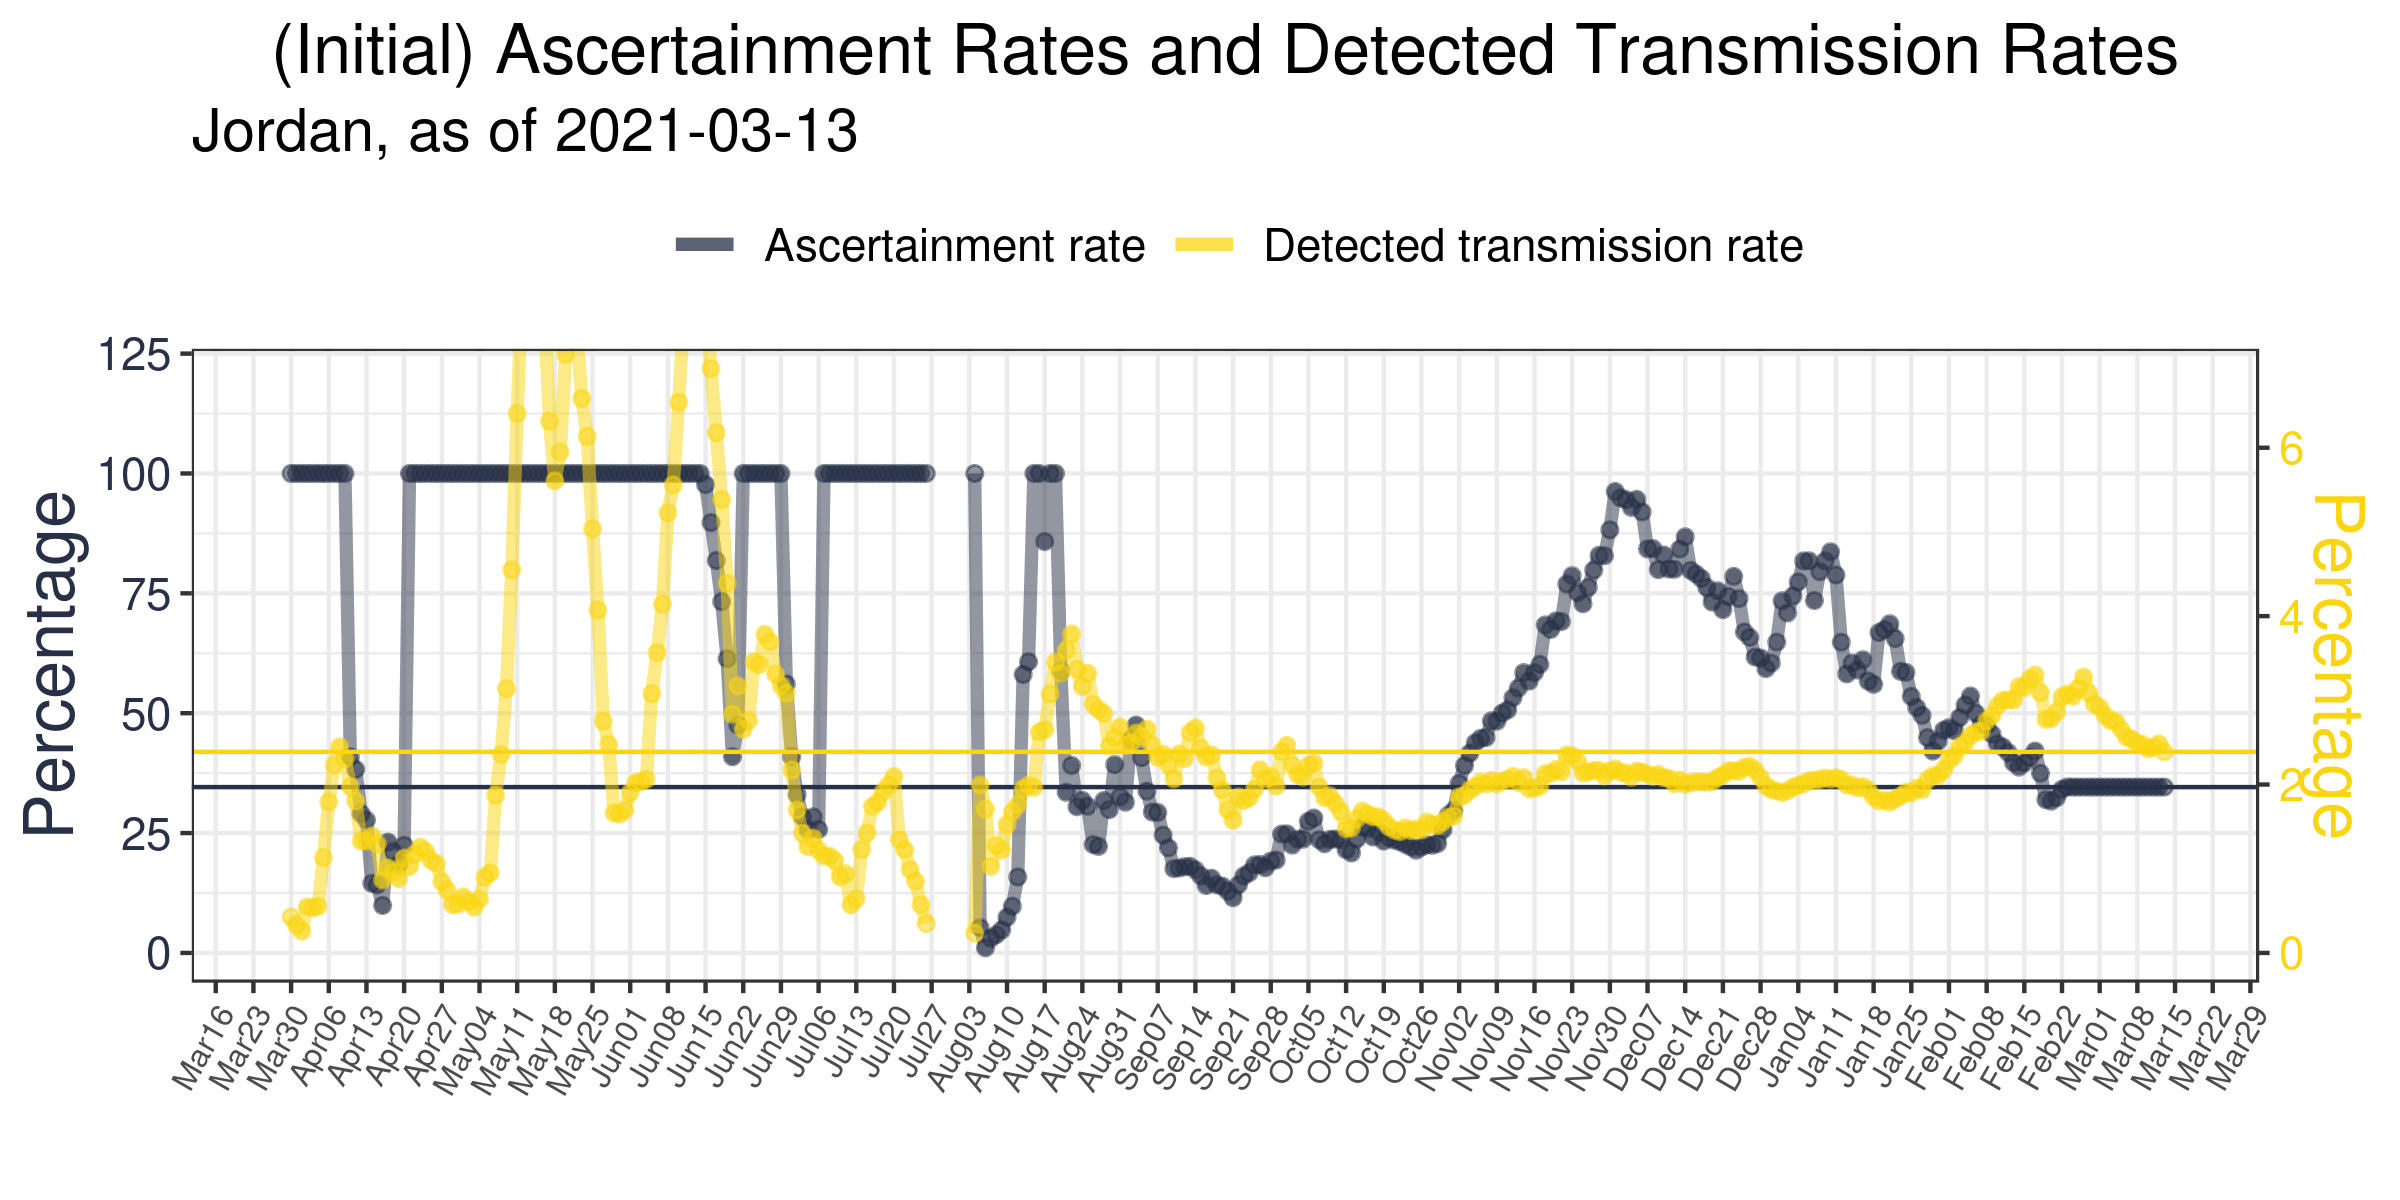 (Initial) Ascertainment Rates and Detected Transmission Rates
Jordan, as of 2021-03-13
Ascertainment rate
Detected transmission rate
Percentage
125
100
75
50
25
0
6
4
2
0
Percentage
Mar16
Mar23
Mar30
Apr06
Apr13
Apr20
Apr27
May04
May11
May18
May25
Jun01
Jun08
Jun15
Jun22
Jun29
Jul06
Jul13
Jul20
Jul27
Aug03
Aug10
Aug17
Aug24
Aug31
Sep07
Sep14
Sep21
Sep28
Oct05
Oct12
Oct19
Oct26
Nov02
Nov09
Nov16
Nov23
Nov30
Dec07
Dec14
Dec21
Dec28
Jan04
Jan11
Jan18
Jan25
Feb01
Feb08
Feb15
Feb22
Mar01
Mar08
Mar15
Mar22
Mar29